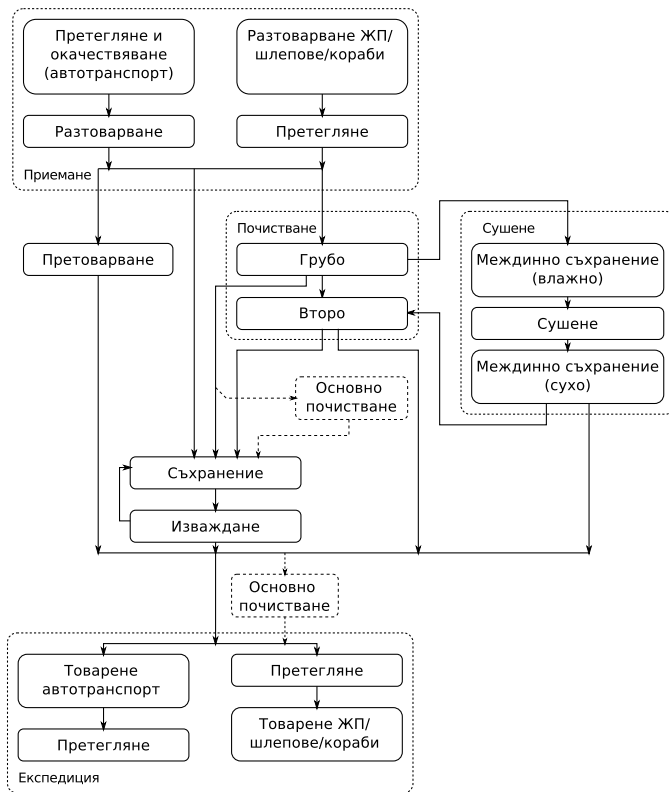 Претегляне и
окачествяване
(автотранспорт)
Разтоварване ЖП/
шлепове/кораби
Разтоварване
Претегляне
Приемане
Почистване
Сушене
Претоварване
Грубо
Междинно съхранение
(влажно)
Второ
Сушене
Междинно съхранение
(сухо)
Основно
почистване
Съхранение
Изваждане
Основно
почистване
Товарене
автотранспорт
Претегляне
Претегляне
Товарене ЖП/
шлепове/кораби
Експедиция